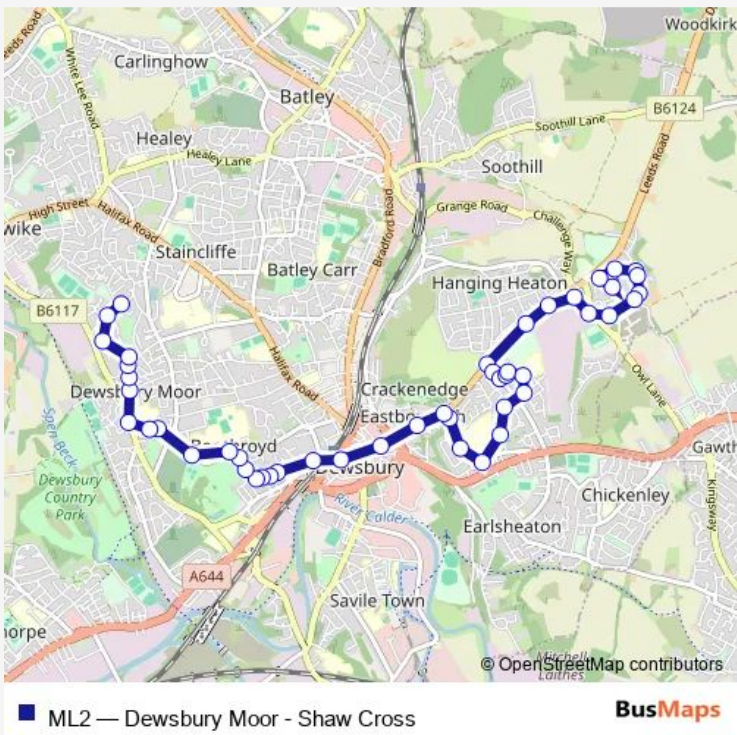 Woodkirk
Leeds Road
Carlinghow
White Lee Road
Batley
B6124
Healey
Soothill Lane
Healey Lane
Soothill
Leeds Road
High Street
Halifax Road
Bradford Road
Grange Road
Challenge Way
wike
Staincliffe
Batley Carr
Hanging Heaton
B6117
Halifax Road
Owl Lane
Dewsbury Moor
Crackenedge
Spen Beck
Dewsbury
Gawth
Dewsbury
Country
Park
Chickenley
Kingsway
River Calder
Earlsheaton
A644
Savile Town
horpe
Mitchell
Laithes
© OpenStreetMap contributors
ML2 — Dewsbury Moor - Shaw Cross
BusMaps